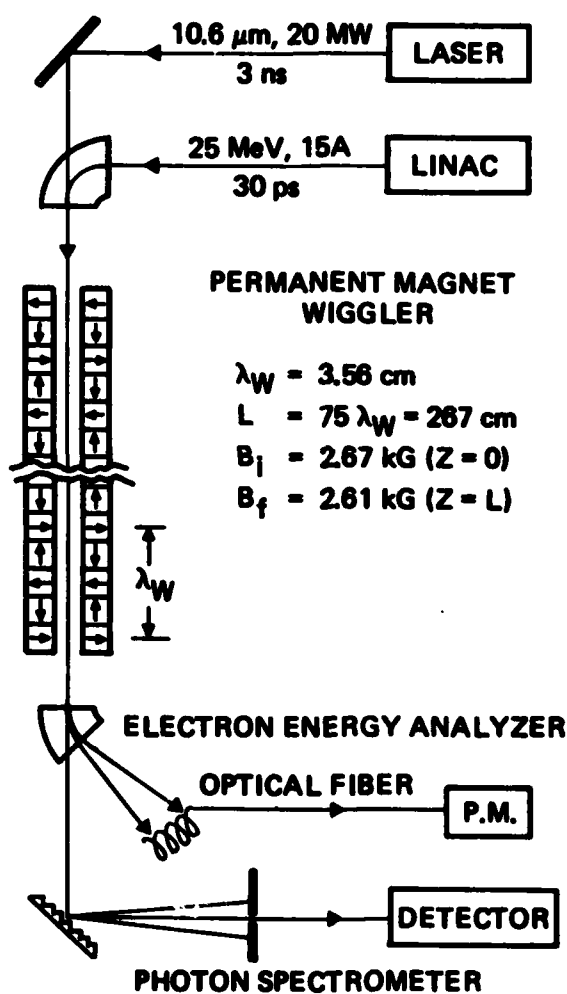 10.6 μm, 20 MW
3 ns
LASER
25 MeV, 15A
30 ps
LINAC
PERMANENT MAGNET
WIGGLER
λW = 3.56 cm
L = 75 λW = 267 cm
Bi = 2.67 kG (Z = 0)
Bf = 2.61 kG (Z = L)
λW
ELECTRON ENERGY ANALYZER
OPTICAL FIBER
P.M.
DETECTOR
PHOTON SPECTROMETER